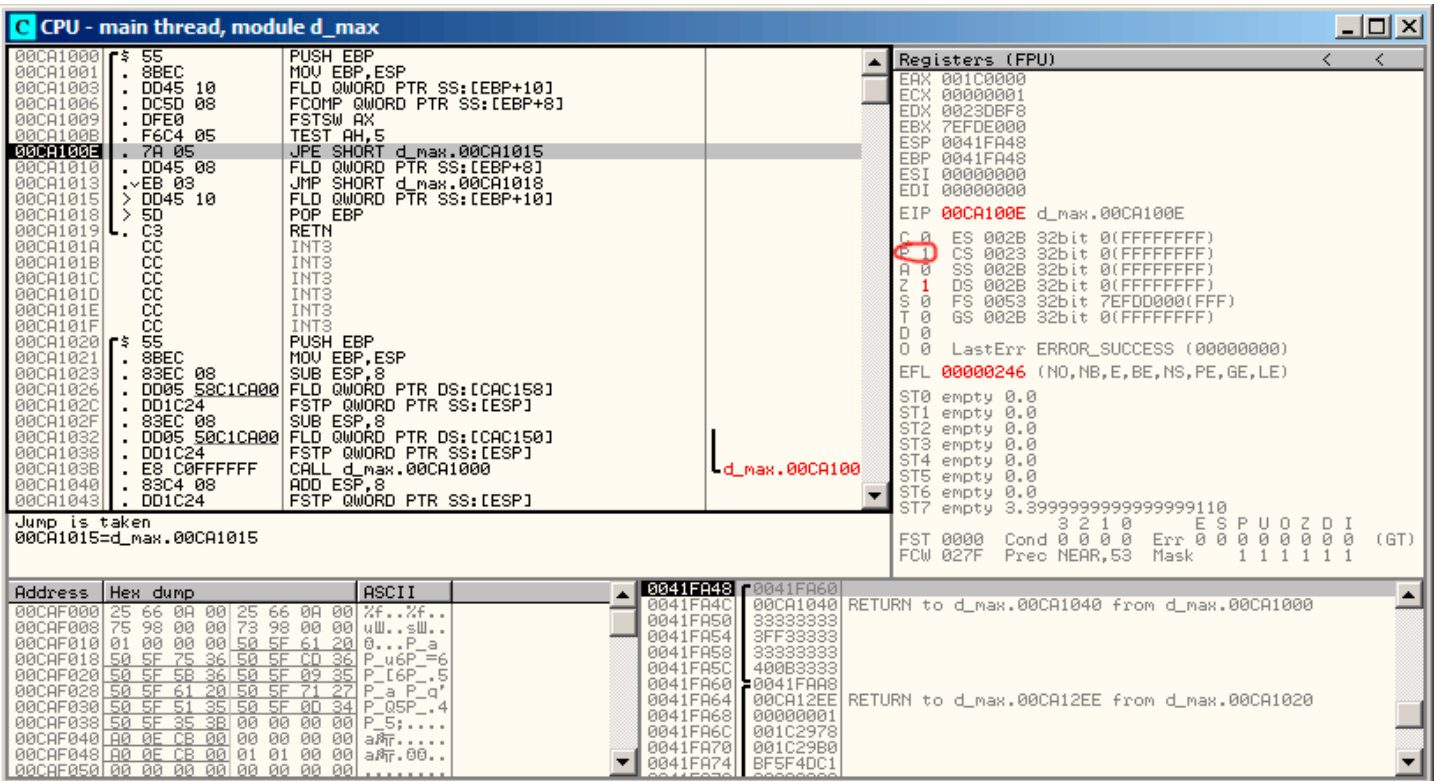 C CPU - main thread, module d_max
00CA1000 $ 55 PUSH EBP
00CA1001 . 8BEC MOV EBP,ESP
00CA1003 . DD45 10 FLD QWORD PTR SS:[EBP+10]
00CA1006 . DC5D 08 FCOMP QWORD PTR SS:[EBP+8]
00CA1009 . DFE0 FSTSW AX
00CA100B . F6C4 05 TEST AH,5
00CA100E . 7A 05 JPE SHORT d_max.00CA1015
00CA1010 . DD45 08 FLD QWORD PTR SS:[EBP+8]
00CA1013 . EB 03 JMP SHORT d_max.00CA1018
00CA1015 > DD45 10 FLD QWORD PTR SS:[EBP+10]
00CA1018 > 5D POP EBP
00CA1019 . C3 RETN
00CA101A CC INT3
00CA101B CC INT3
00CA101C CC INT3
00CA101D CC INT3
00CA101E CC INT3
00CA101F CC INT3
00CA1020 $ 55 PUSH EBP
00CA1021 . 8BEC MOV EBP,ESP
00CA1023 . 83EC 08 SUB ESP,8
00CA1026 . DD05 58C1CA00 FLD QWORD PTR DS:[CAC158]
00CA102C . DD1C24 FSTP QWORD PTR SS:[ESP]
00CA102F . 83EC 08 SUB ESP,8
00CA1032 . DD05 50C1CA00 FLD QWORD PTR DS:[CAC150]
00CA1038 . DD1C24 FSTP QWORD PTR SS:[ESP]
00CA103B . E8 C0FFFFFF CALL d_max.00CA1000 d_max.00CA100
00CA1040 . 83C4 08 ADD ESP,8
00CA1043 . DD1C24 FSTP QWORD PTR SS:[ESP]
Jump is taken
00CA1015=d_max.00CA1015
Registers (FPU) < <
EAX 001C0000
ECX 00000001
EDX 0023DBF8
EBX 7EFDE000
ESP 0041FA48
EBP 0041FA48
ESI 00000000
EDI 00000000
EIP 00CA100E d_max.00CA100E
C 0 ES 002B 32bit 0(FFFFFFFF)
P 1 CS 0023 32bit 0(FFFFFFFF)
A 0 SS 002B 32bit 0(FFFFFFFF)
Z 1 DS 002B 32bit 0(FFFFFFFF)
S 0 FS 0053 32bit 7EFDD000(FFF)
T 0 GS 002B 32bit 0(FFFFFFFF)
D 0
O 0 LastErr ERROR_SUCCESS (00000000)
EFL 00000246 (NO,NB,E,BE,NS,PE,GE,LE)
ST0 empty 0.0
ST1 empty 0.0
ST2 empty 0.0
ST3 empty 0.0
ST4 empty 0.0
ST5 empty 0.0
ST6 empty 0.0
ST7 empty 3.3999999999999999110
3 2 1 0 E S P U O Z D I
FST 0000 Cond 0 0 0 0 Err 0 0 0 0 0 0 0 0 (GT)
FCW 027F Prec NEAR,53 Mask 1 1 1 1 1 1
Address Hex dump ASCII
00CAF000 25 66 0A 00 25 66 0A 00 %f..%f..
00CAF008 75 98 00 00 73 98 00 00 uШ..sШ..
00CAF010 01 00 00 00 50 5F 61 20 0...P_a
00CAF018 50 5F 75 36 50 5F CD 36 P_u6P_=6
00CAF020 50 5F 5B 36 50 5F 09 35 P_[6P_.5
00CAF028 50 5F 61 20 50 5F 71 27 P_a P_q'
00CAF030 50 5F 51 35 50 5F 0D 34 P_Q5P_.4
00CAF038 50 5F 35 3B 00 00 00 00 P_5;....
00CAF040 A0 0E CB 00 00 00 00 00
00CAF048 A0 0E CB 00 01 01 00 00
00CAF050 00 00 00 00 00 00 00 00 ........
0041FA48 0041FA60
0041FA4C 00CA1040 RETURN to d_max.00CA1040 from d_max.00CA1000
0041FA50 33333333
0041FA54 3FF33333
0041FA58 33333333
0041FA5C 400B3333
0041FA60 0041FAA8
0041FA64 00CA12EE RETURN to d_max.00CA12EE from d_max.00CA1020
0041FA68 00000001
0041FA6C 001C2978
0041FA70 001C29B0
0041FA74 BF5F4DC1